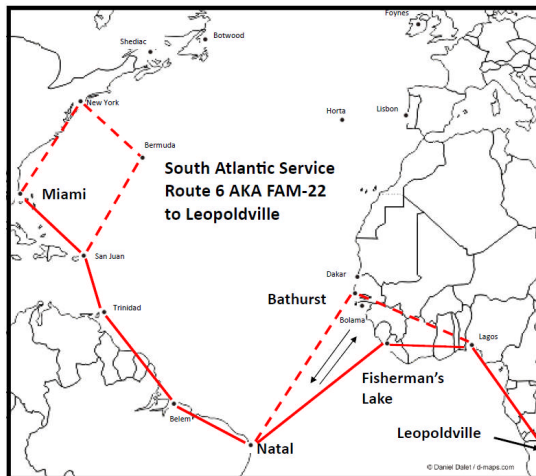 Foynes
Shediac
Botwood
New York
Horta
Lisbon
Bermuda
South Atlantic Service
Route 6 AKA FAM-22
to Leopoldville
Miami
San Juan
Dakar
Bathurst
Trinidad
Bolama
Lagos
Fisherman's
Lake
Belem
Natal
Leopoldville
© Daniel Dalet / d-maps.com